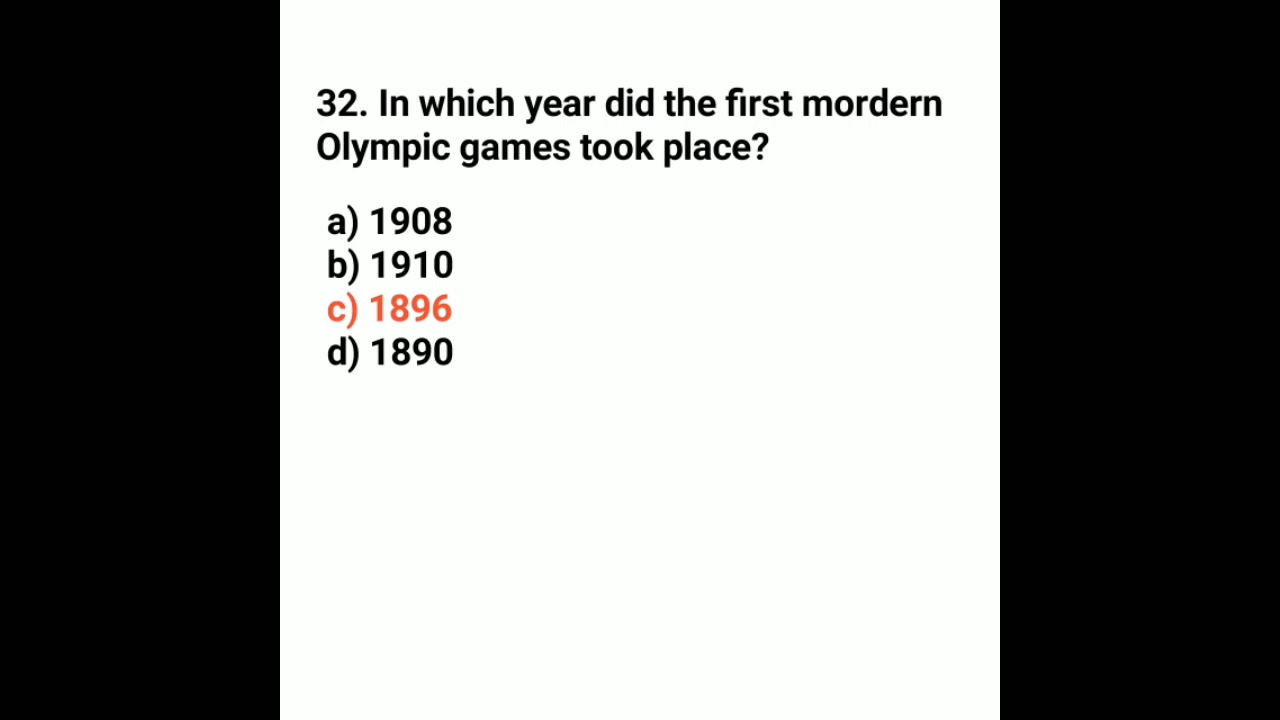 32. In which year did the first mordern
Olympic games took place?
a) 1908
b) 1910
c) 1896
d) 1890